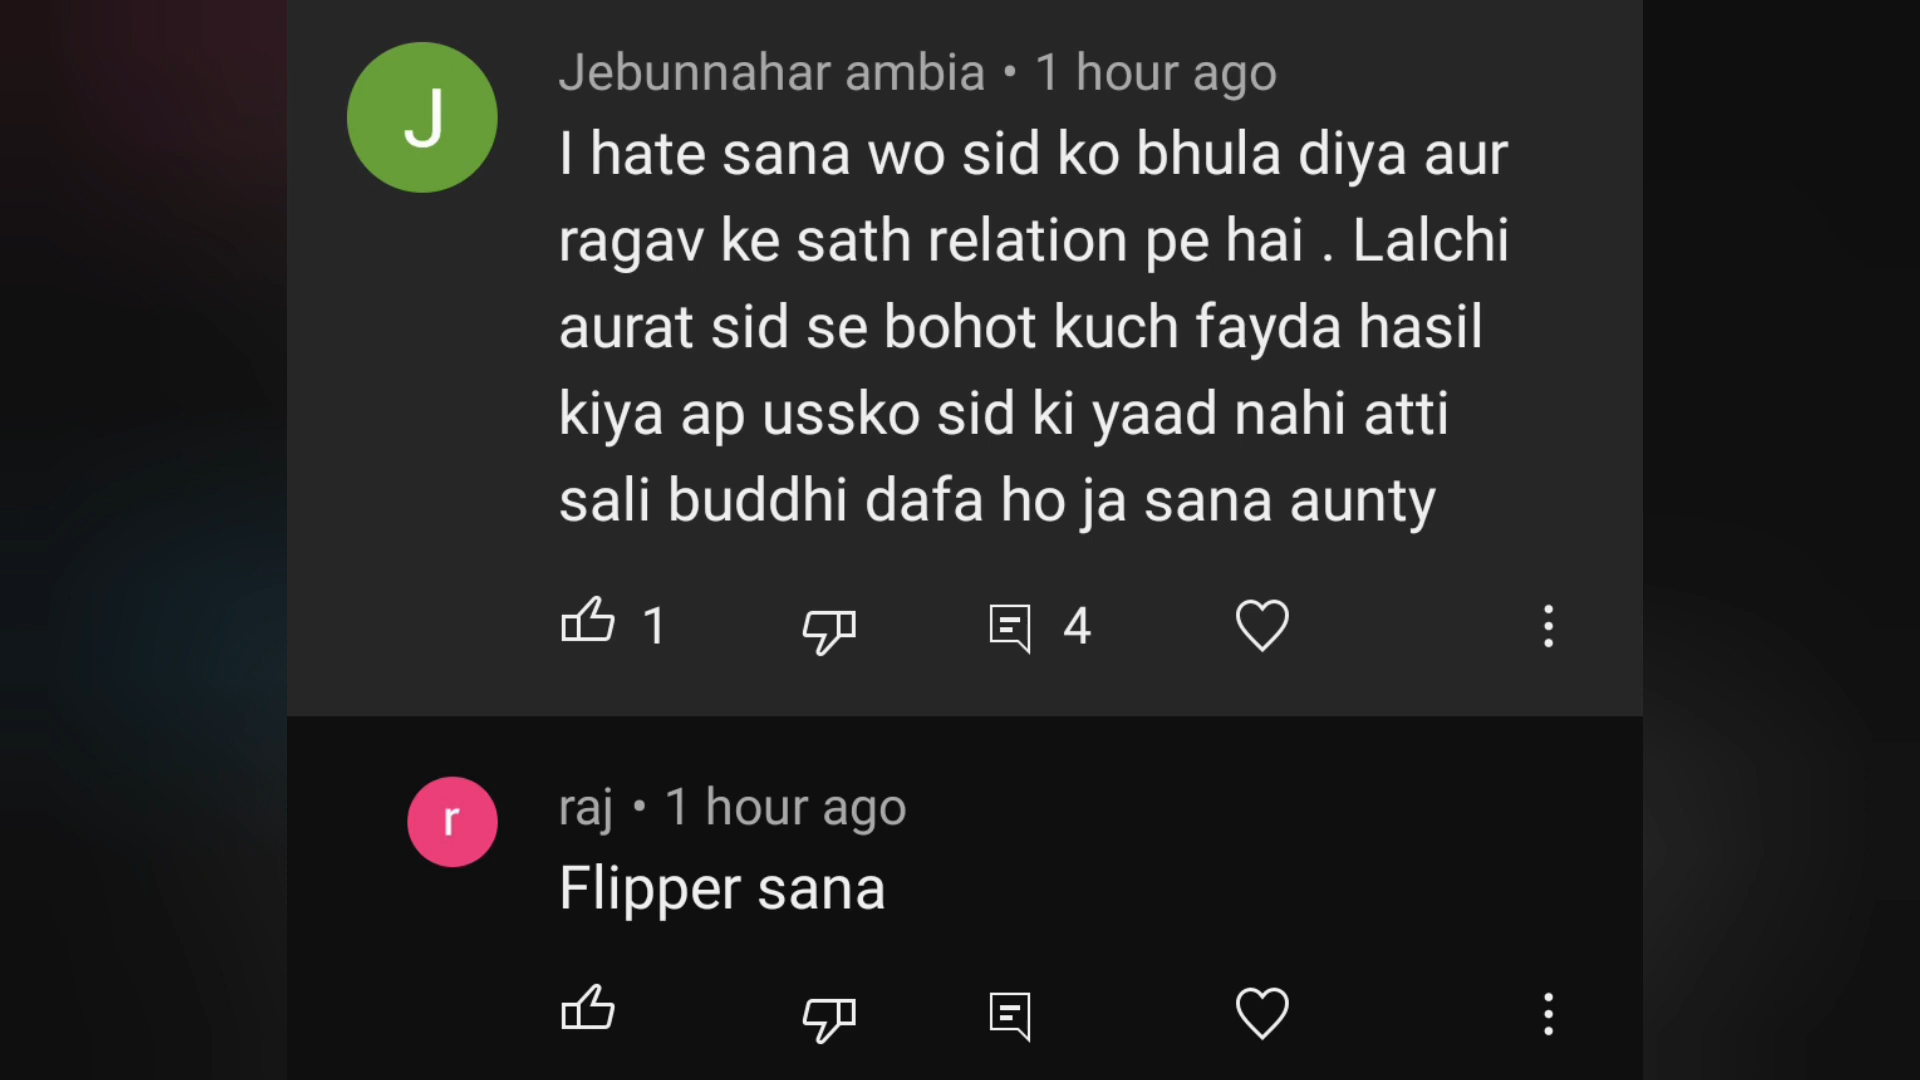 J
Jebunnahar ambia • 1 hour ago
I hate sana wo sid ko bhula diya aur
ragav ke sath relation pe hai . Lalchi
aurat sid se bohot kuch fayda hasil
kiya ap ussko sid ki yaad nahi atti
sali buddhi dafa ho ja sana aunty
1 4
r
raj • 1 hour ago
Flipper sana